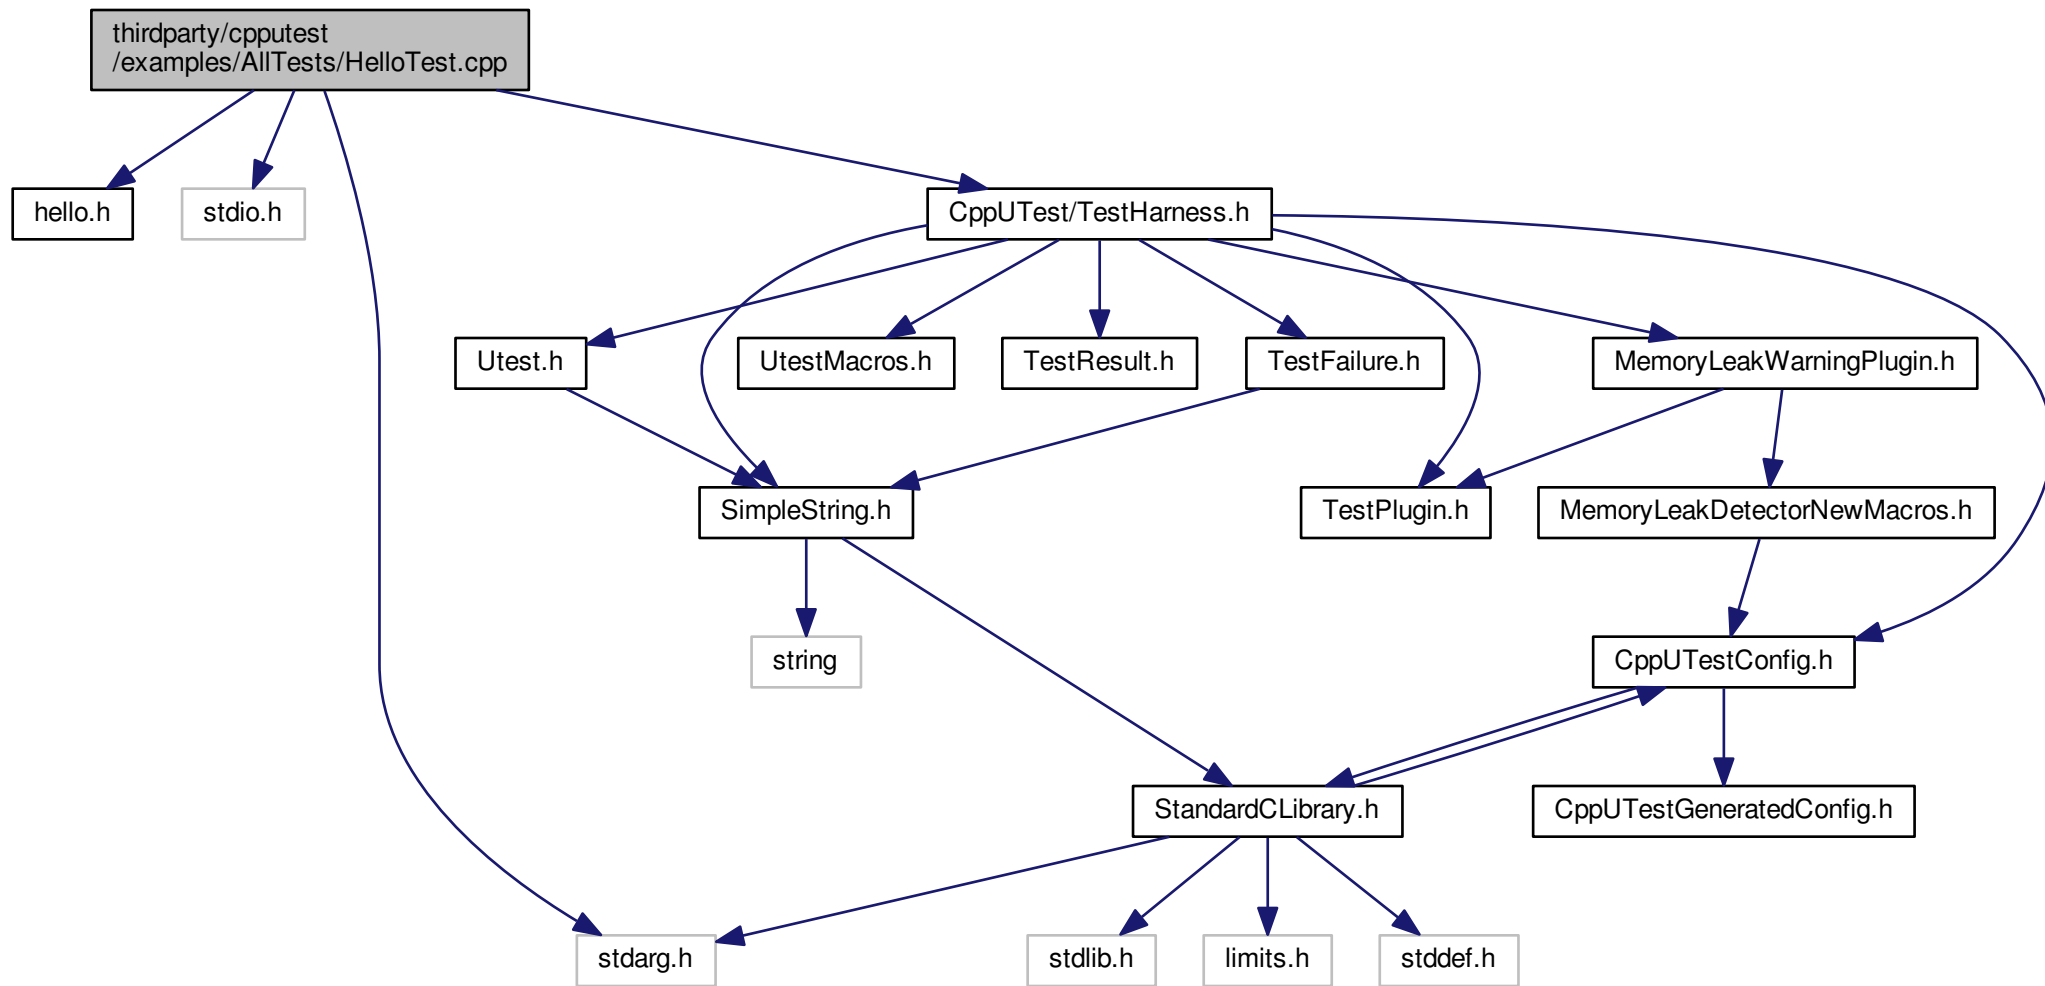 thirdparty/cpputest
/examples/AllTests/HelloTest.cpp
hello.h
stdio.h
CppUTest/TestHarness.h
Utest.h
UtestMacros.h
TestResult.h
TestFailure.h
MemoryLeakWarningPlugin.h
SimpleString.h
TestPlugin.h
MemoryLeakDetectorNewMacros.h
string
CppUTestConfig.h
StandardCLibrary.h
CppUTestGeneratedConfig.h
stdarg.h
stdlib.h
limits.h
stddef.h